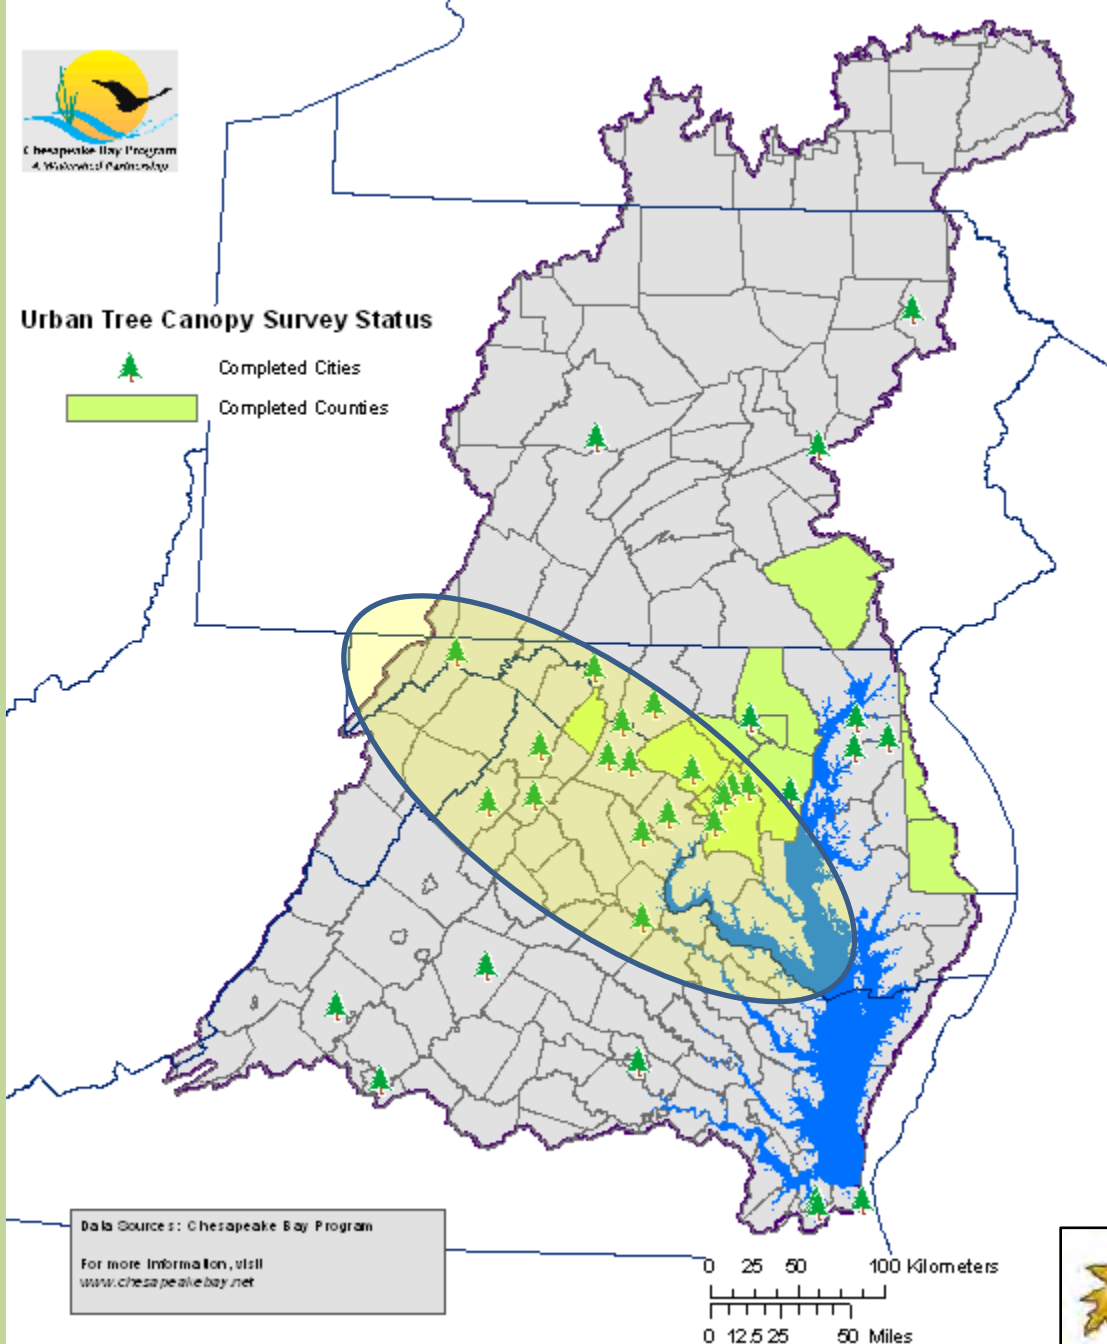 Chesapeake Bay Program
A Watershed Partnership
Urban Tree Canopy Survey Status
Completed Cities
Completed Counties
Data Sources: Chesapeake Bay Program
For more information, visit
www.chesapeakebay.net
0 25 50 100 Kilometers
0 12.5 25 50 Miles